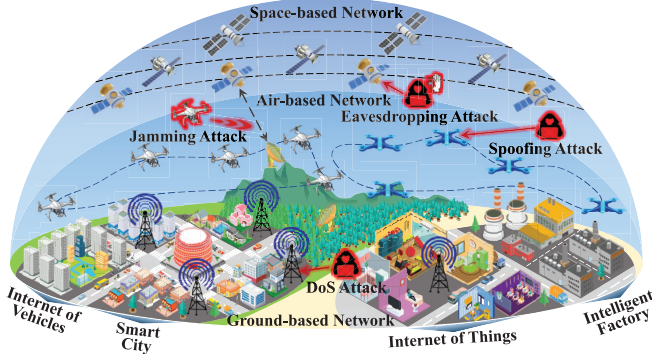 Space-based Network
Air-based Network
Eavesdropping Attack
Jamming Attack
Spoofing Attack
DoS Attack
Internet of
Vehicles
Smart
City
Ground-based Network
Internet of Things
Intelligent
Factory